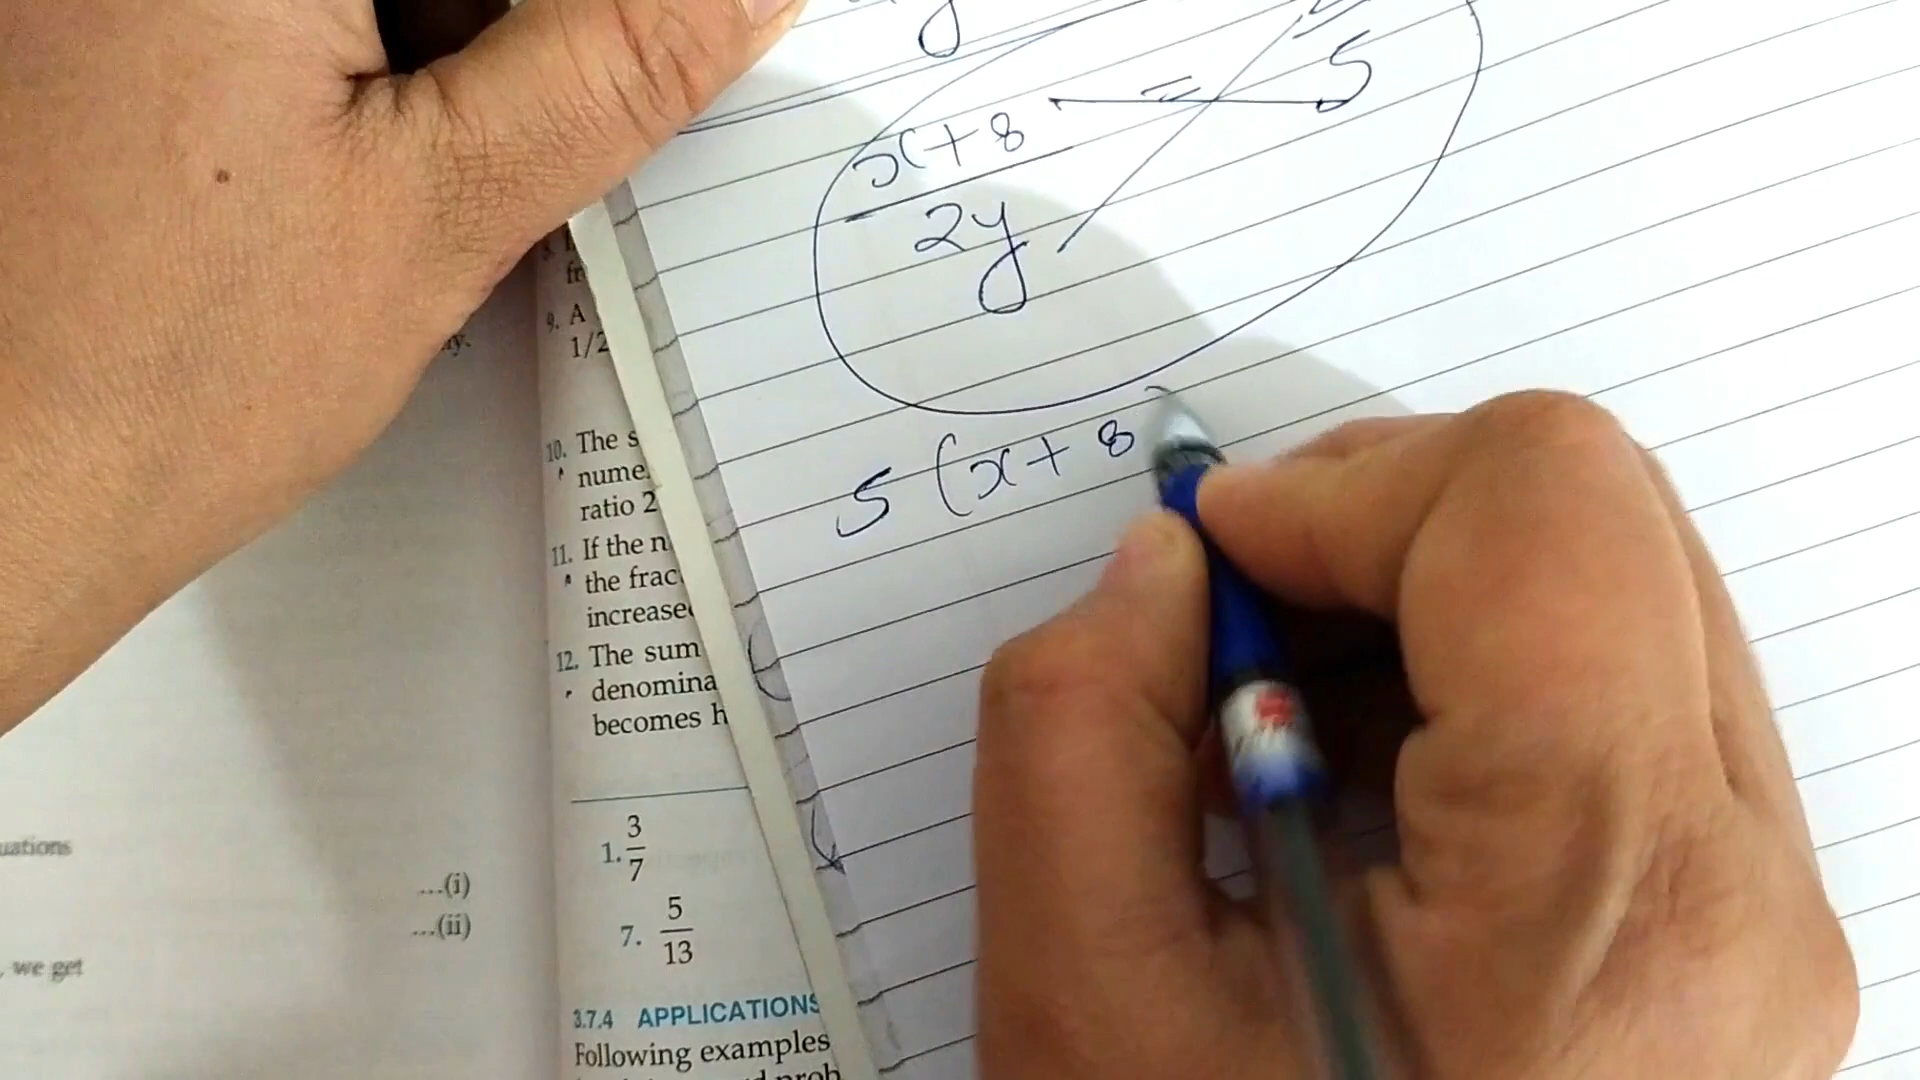 y
=
x+8
2y
5
5 (x+8)
9. A
1/2
10. The s
nume
ratio 2
11. If the n
the frac
increase
12. The sum
denomina
becomes h
1. 3/7
7. 5/13
3.7.4 APPLICATIONS
Following examples
uations
...(i)
...(ii)
, we get